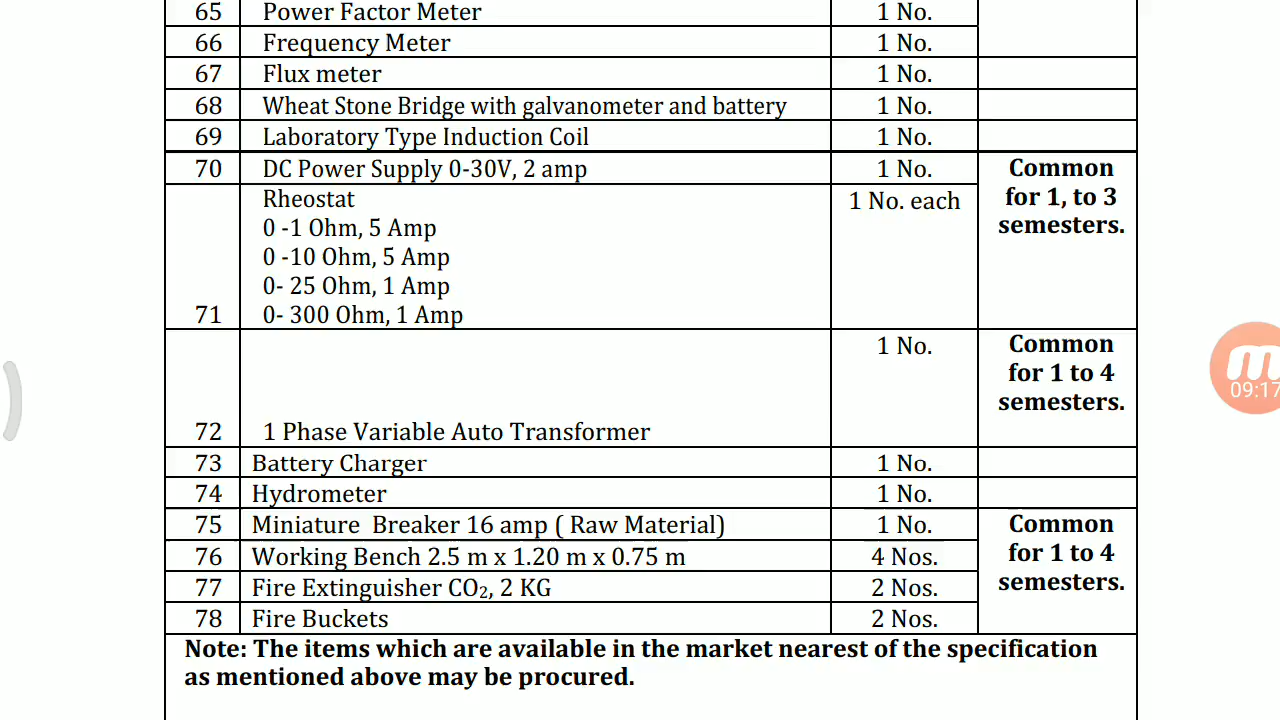 65 Power Factor Meter 1 No.
66 Frequency Meter 1 No.
67 Flux meter 1 No.
68 Wheat Stone Bridge with galvanometer and battery 1 No.
69 Laboratory Type Induction Coil 1 No.
70 DC Power Supply 0-30V, 2 amp 1 No. Common
for 1, to 3
semesters.
Rheostat 1 No. each
0 -1 Ohm, 5 Amp
0 -10 Ohm, 5 Amp
0- 25 Ohm, 1 Amp
71 0- 300 Ohm, 1 Amp
1 No. Common
for 1 to 4
semesters.
72 1 Phase Variable Auto Transformer
73 Battery Charger 1 No.
74 Hydrometer 1 No.
75 Miniature Breaker 16 amp ( Raw Material) 1 No. Common
76 Working Bench 2.5 m x 1.20 m x 0.75 m 4 Nos. for 1 to 4
77 Fire Extinguisher CO₂, 2 KG 2 Nos. semesters.
78 Fire Buckets 2 Nos.
Note: The items which are available in the market nearest of the specification
as mentioned above may be procured.
09:17